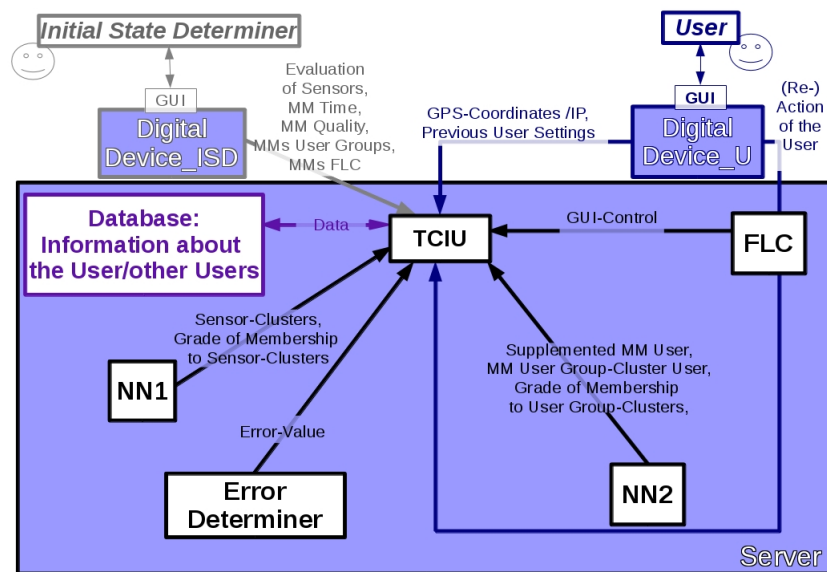 Initial State Determiner
User
GUI
GUI
Digital
Device_ISD
Evaluation
of Sensors,
MM Time,
MM Quality,
MMs User Groups,
MMs FLC
GPS-Coordinates /IP,
Previous User Settings
Digital
Device_U
(Re-)
Action
of the
User
Database:
Information about
the User/other Users
Data
TCIU
GUI-Control
FLC
Sensor-Clusters,
Grade of Membership
to Sensor-Clusters
Supplemented MM User,
MM User Group-Cluster User,
Grade of Membership
to User Group-Clusters,
NN1
Error-Value
Error
Determiner
NN2
Server